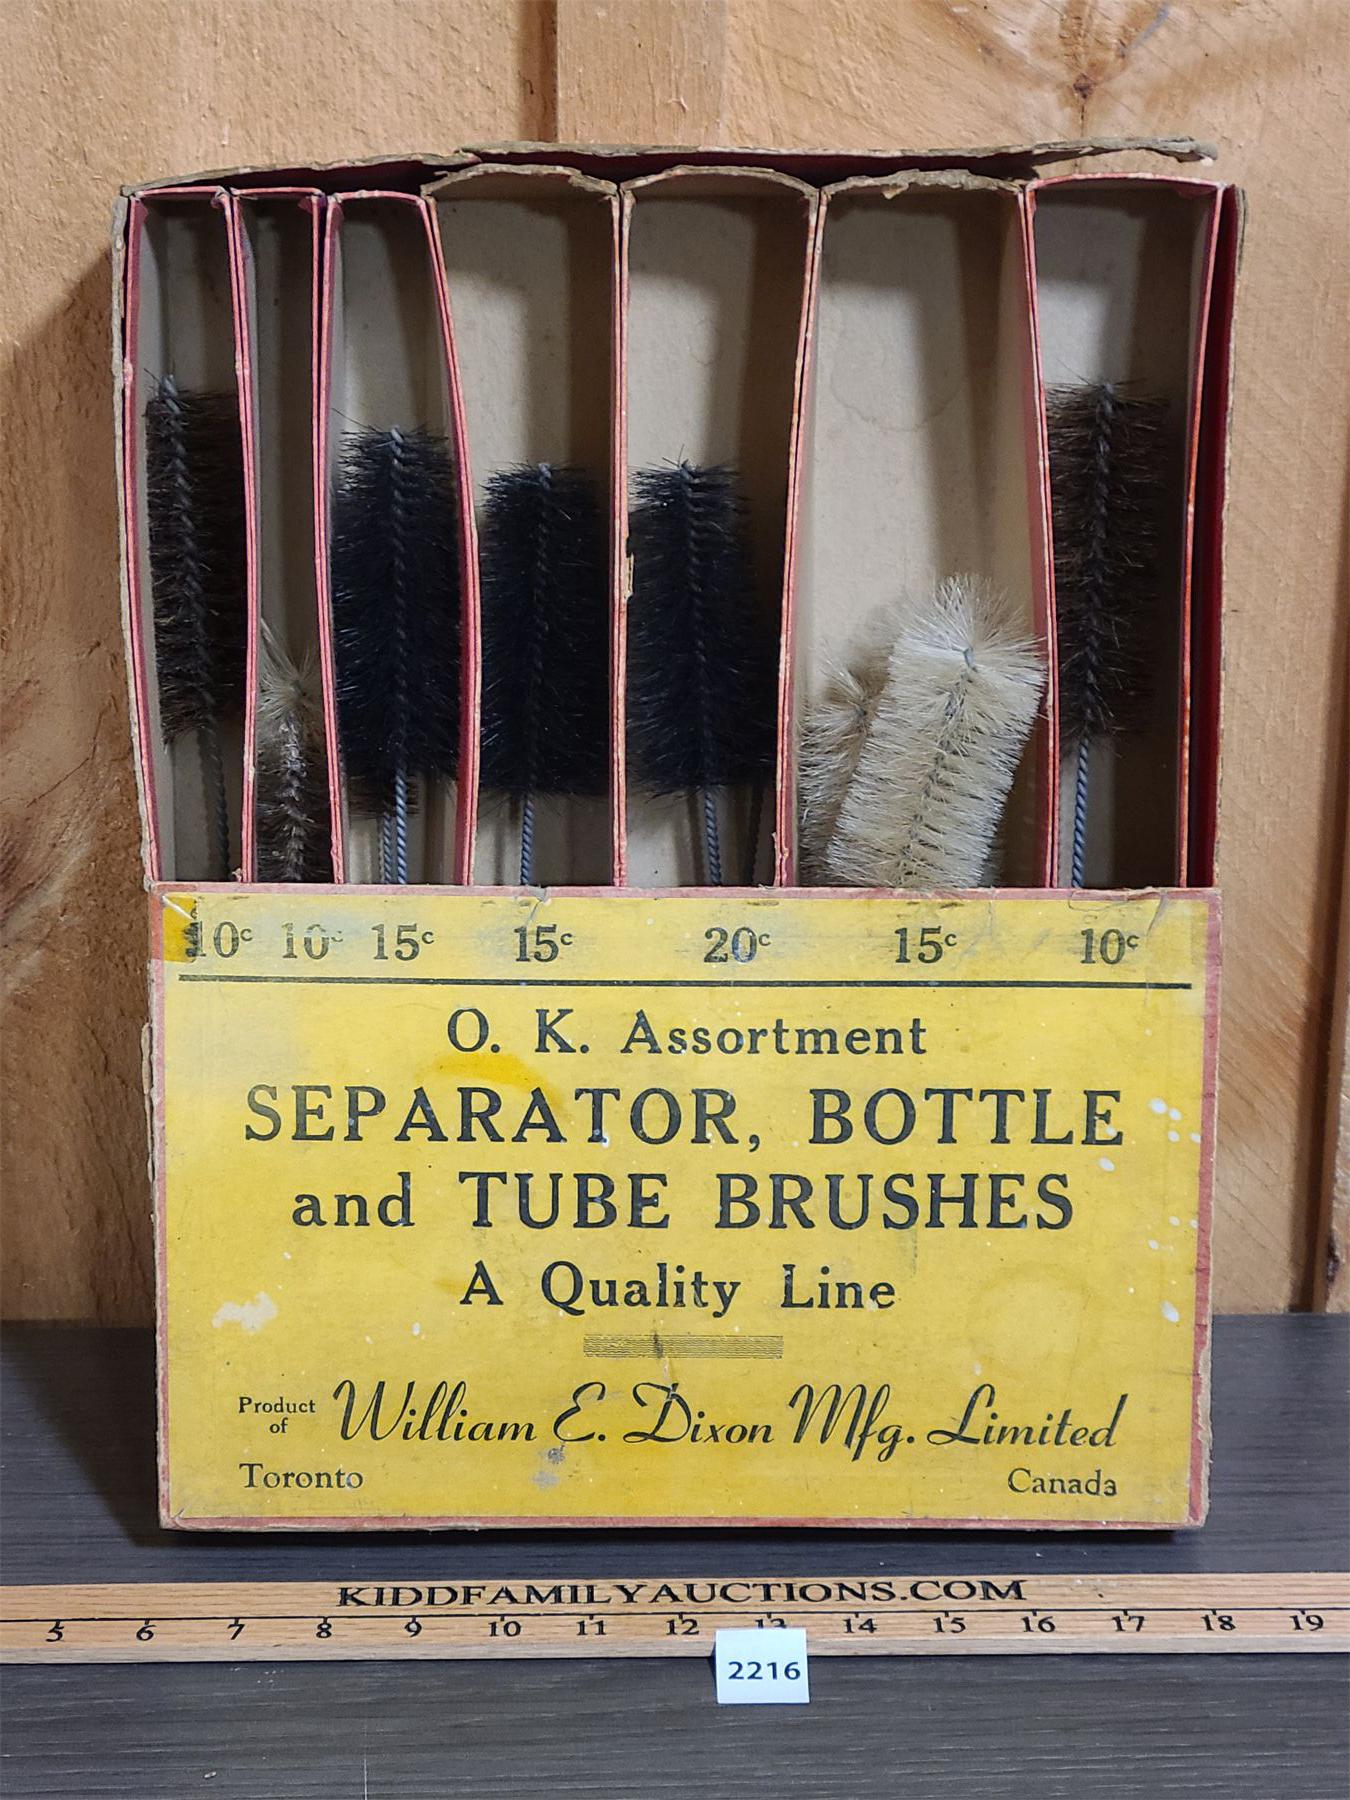 10c 10c 15c 15c 20c 15c 10c
O. K. Assortment
SEPARATOR, BOTTLE
and TUBE BRUSHES
A Quality Line
Product of William E. Dixon Mfg. Limited
Toronto Canada
KIDDFAMILYAUCTIONS.COM
5 6 7 8 9 10 11 12 13 14 15 16 17 18 19
2216